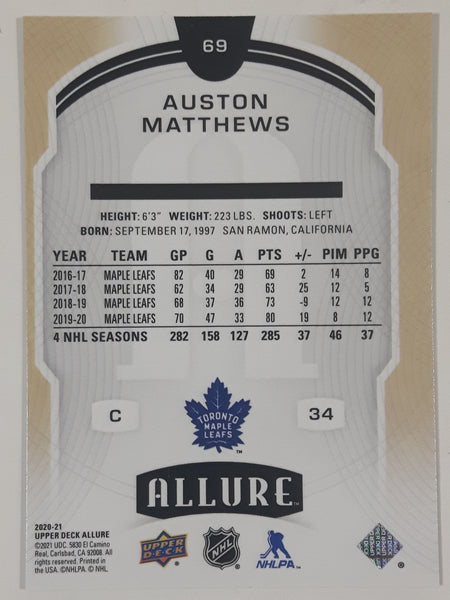 69
AUSTON
MATTHEWS
HEIGHT: 6'3" WEIGHT: 223 LBS. SHOOTS: LEFT
BORN: SEPTEMBER 17, 1997 SAN RAMON, CALIFORNIA
YEAR TEAM GP G A PTS +/- PIM PPG
2016-17 MAPLE LEAFS 82 40 29 69 2 14 8
2017-18 MAPLE LEAFS 62 34 29 63 25 12 5
2018-19 MAPLE LEAFS 68 37 36 73 -9 12 12
2019-20 MAPLE LEAFS 70 47 33 80 19 8 12
4 NHL SEASONS 282 158 127 285 37 46 37
C
TORONTO
MAPLE
LEAFS
TM
34
ALLURE
2020-21
UPPER DECK ALLURE
©2021 UDC. 5830 El Camino
Real, Carlsbad, CA 92008. All
rights reserved. Printed in
the USA. ©NHLPA. © NHL.
UPPER
DECK
NHL
NHLPA